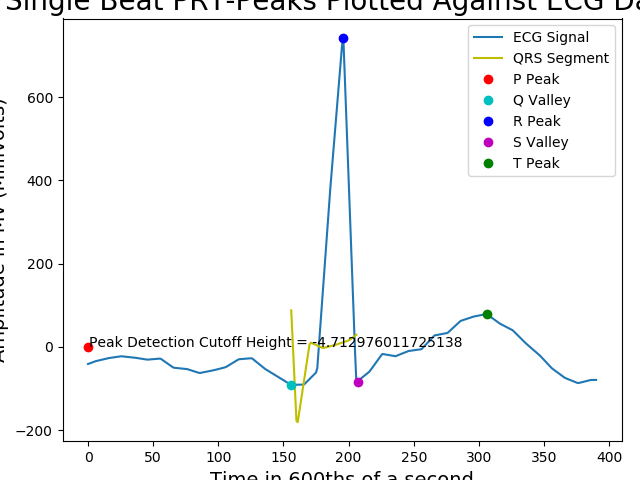 Single Beat PRT-Peaks Plotted Against ECG Da
ECG Signal
QRS Segment
P Peak
Q Valley
R Peak
S Valley
T Peak
600
400
200
0
−200
Peak Detection Cutoff Height = -4.712976011725138
0 50 100 150 200 250 300 350 400
Time in 600ths of a second
Amplitude in MV (MilliVolts)